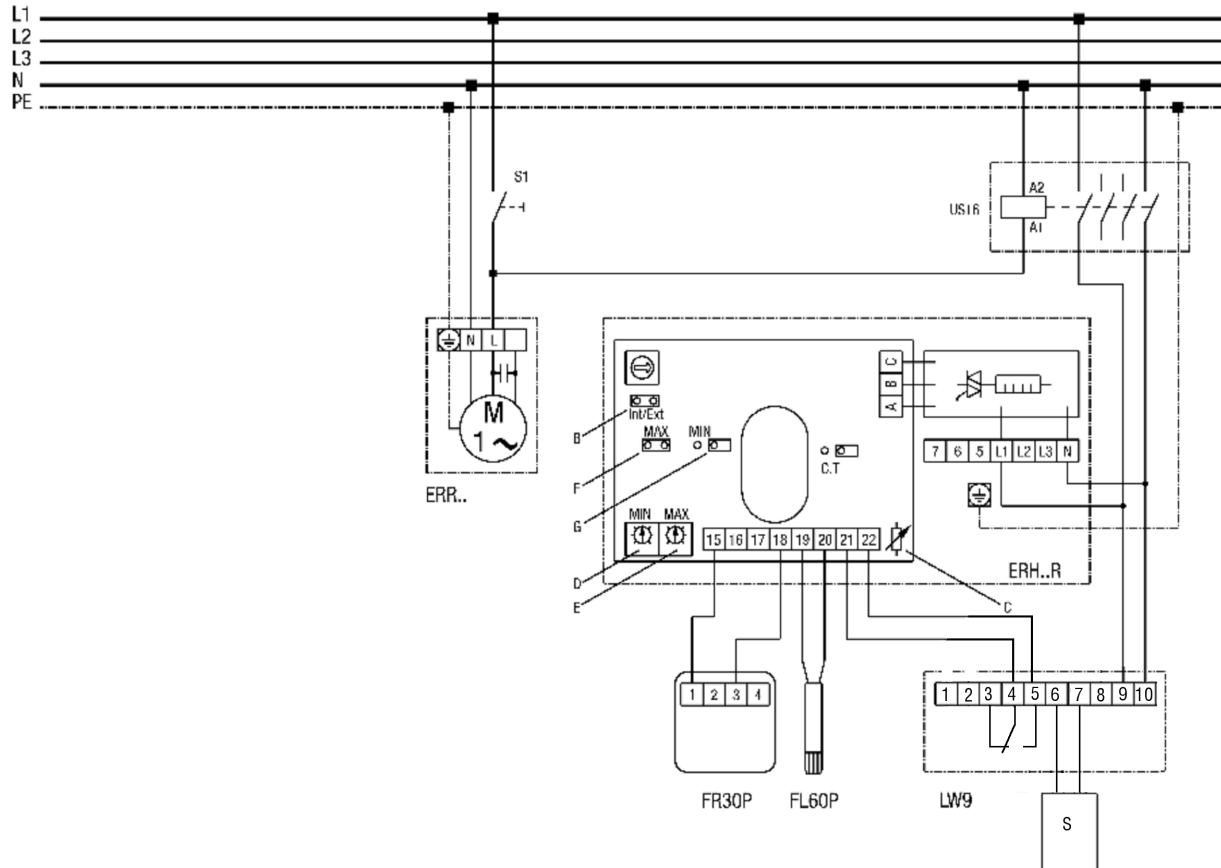 L1
L2
L3
N
PE
S1
A2
UST6
A1
N L
M
1
ERR..
Int/Ext
MAX MIN
C.T
C
B
A
7 6 5 L1 L2 L3 N
B
F
G
MIN MAX
15 16 17 18 19 20 21 22
D
E
ERH..R
C
1 2 3 4
FR30P
FL60P
1 2 3 4 5 6 7 8 9 10
LW9
S